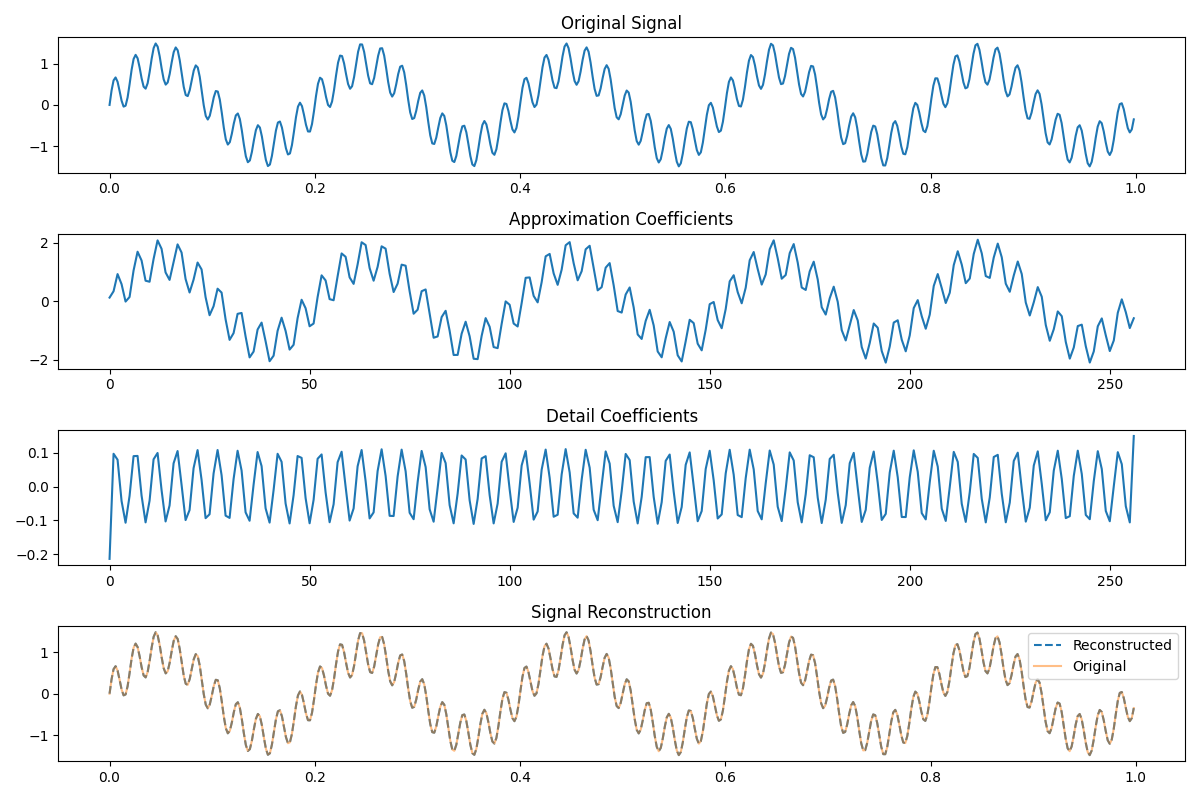 Original Signal
1
0
−1
0.0 0.2 0.4 0.6 0.8 1.0
Approximation Coefficients
2
0
−2
0 50 100 150 200 250
Detail Coefficients
0.1
0.0
−0.1
−0.2
0 50 100 150 200 250
Signal Reconstruction
1
0
−1
Reconstructed
Original
0.0 0.2 0.4 0.6 0.8 1.0